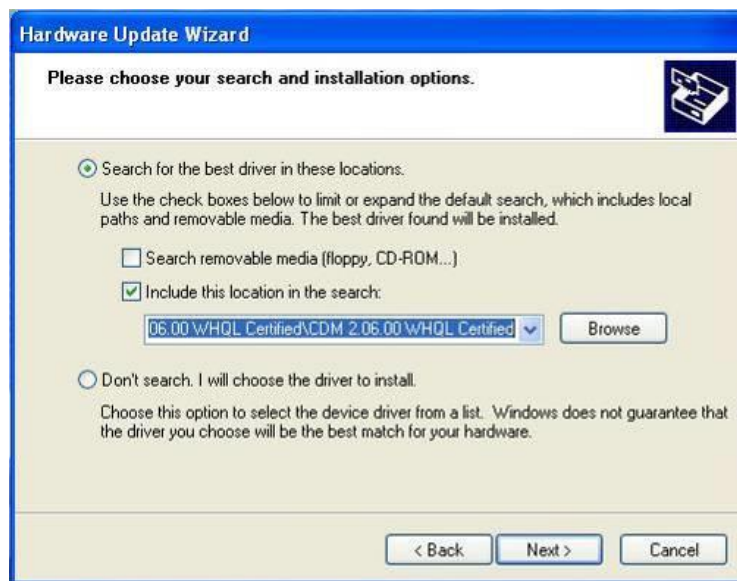 Hardware Update Wizard
Please choose your search and installation options.
Search for the best driver in these locations.
Use the check boxes below to limit or expand the default search, which includes local
paths and removable media. The best driver found will be installed.
Search removable media (floppy, CD-ROM...)
Include this location in the search:
06.00 WHQL Certified\CDM 2.06.00 WHQL Certified
Browse
Don't search. I will choose the driver to install.
Choose this option to select the device driver from a list. Windows does not guarantee that
the driver you choose will be the best match for your hardware.
< Back Next > Cancel